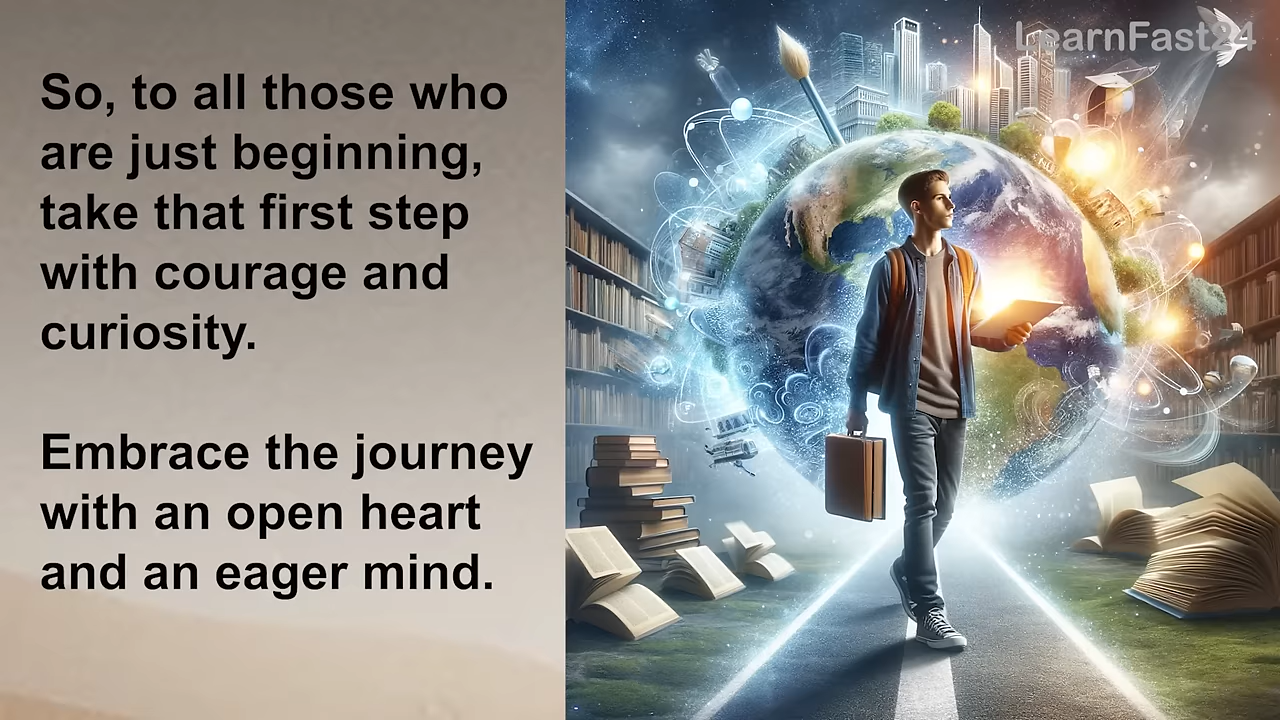 So, to all those who
are just beginning,
take that first step
with courage and
curiosity.
Embrace the journey
with an open heart
and an eager mind.
LearnFast24